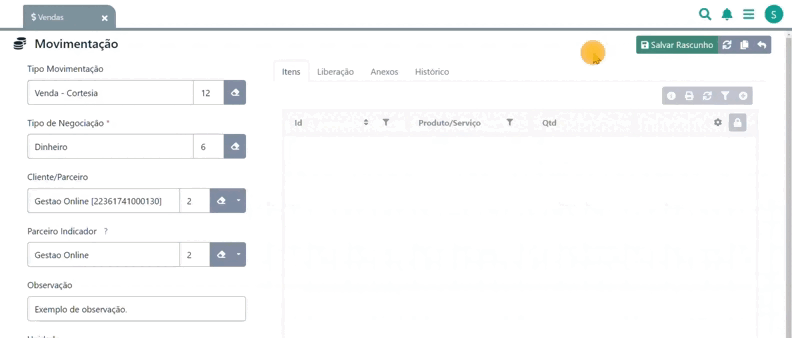 $ Vendas ×
S
Movimentação
Salvar Rascunho
Tipo Movimentação
Venda - Cortesia 12
Tipo de Negociação *
Dinheiro 6
Cliente/Parceiro
Gestao Online [22361741000130] 2
Parceiro Indicador ?
Gestao Online 2
Observação
Exemplo de observação.
Itens Liberação Anexos Histórico
Id Produto/Serviço Qtd